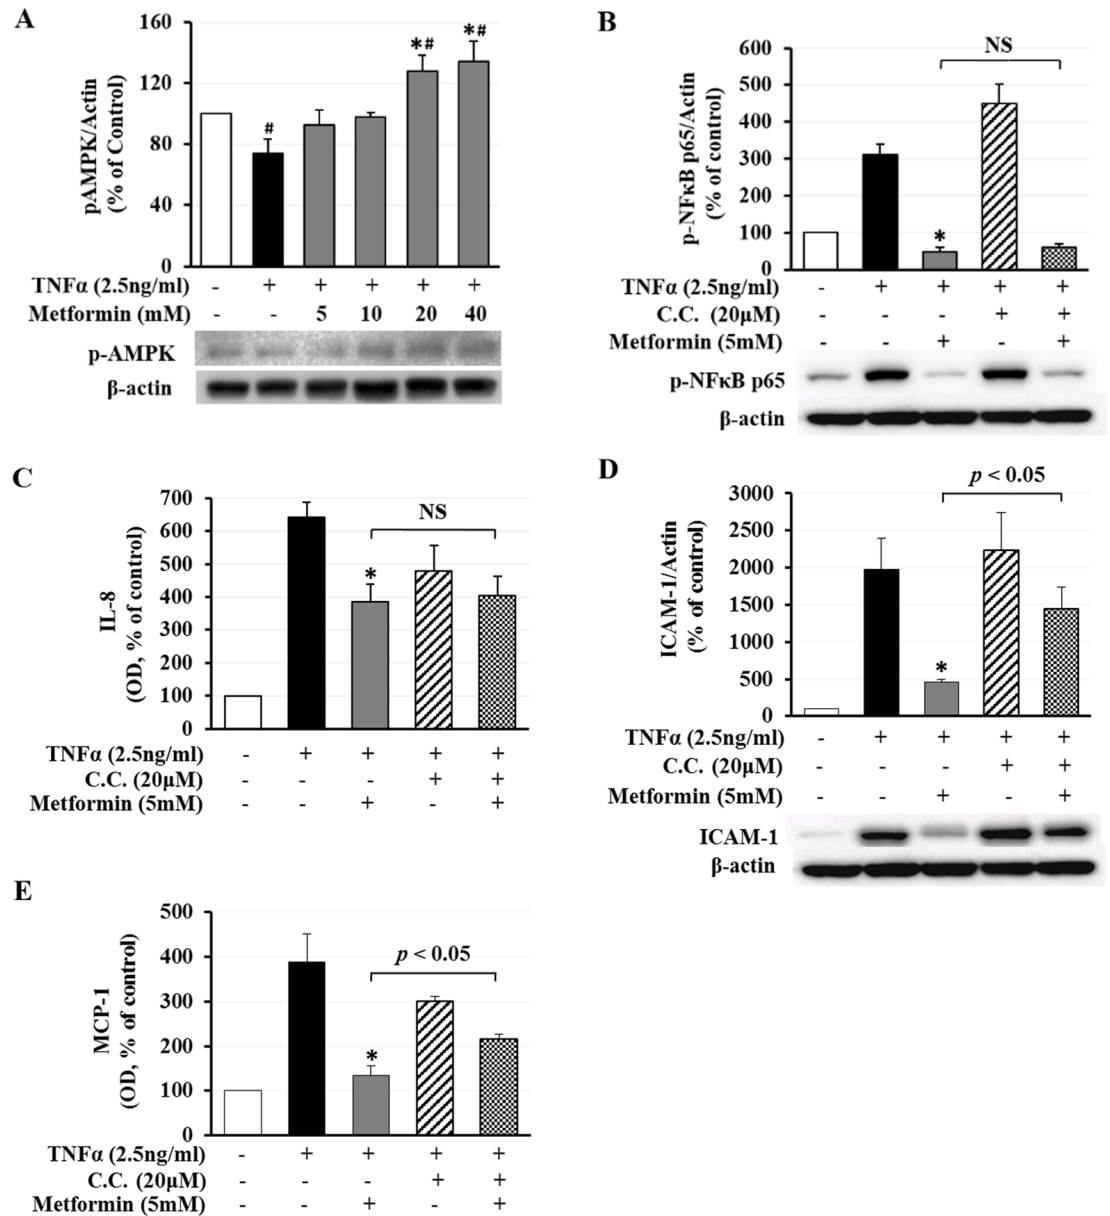 A
160
120
80
40
0
pAMPK/Actin
(% of Control)
#
*#
*#
TNFα (2.5ng/ml) - + + + + +
Metformin (mM) - - 5 10 20 40
p-AMPK
β-actin
B
600
500
400
300
200
100
0
p-NFκB p65/Actin
(% of control)
NS
*
TNFα (2.5ng/ml) - + + + +
C.C. (20μM) - - - + +
Metformin (5mM) - - + - +
p-NFκB p65
β-actin
C
700
600
500
400
300
200
100
0
IL-8
(OD, % of control)
NS
*
TNFα (2.5ng/ml) - + + + +
C.C. (20μM) - - - + +
Metformin (5mM) - - + - +
D
3000
2500
2000
1500
1000
500
0
ICAM-1/Actin
(% of control)
p < 0.05
*
TNFα (2.5ng/ml) - + + + +
C.C. (20μM) - - - + +
Metformin (5mM) - - + - +
ICAM-1
β-actin
E
500
400
300
200
100
0
MCP-1
(OD, % of control)
p < 0.05
*
TNFα (2.5ng/ml) - + + + +
C.C. (20μM) - - - + +
Metformin (5mM) - - + - +